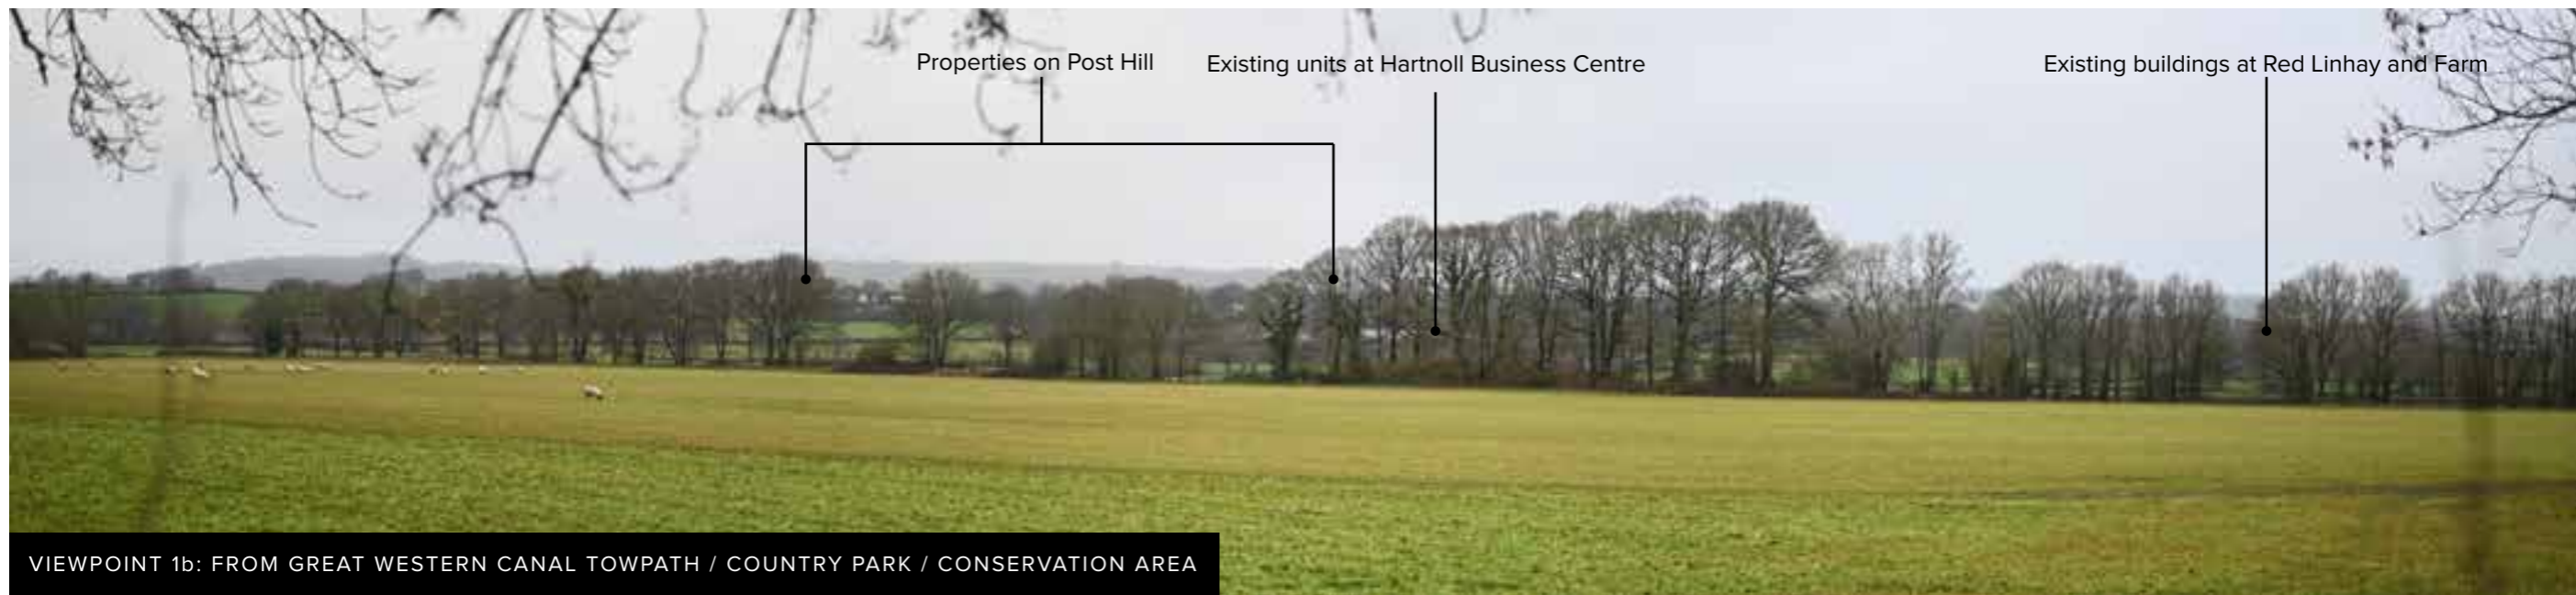 Properties on Post Hill
Existing units at Hartnoll Business Centre
Existing buildings at Red Linhay and Farm
VIEWPOINT 1b: FROM GREAT WESTERN CANAL TOWPATH / COUNTRY PARK / CONSERVATION AREA